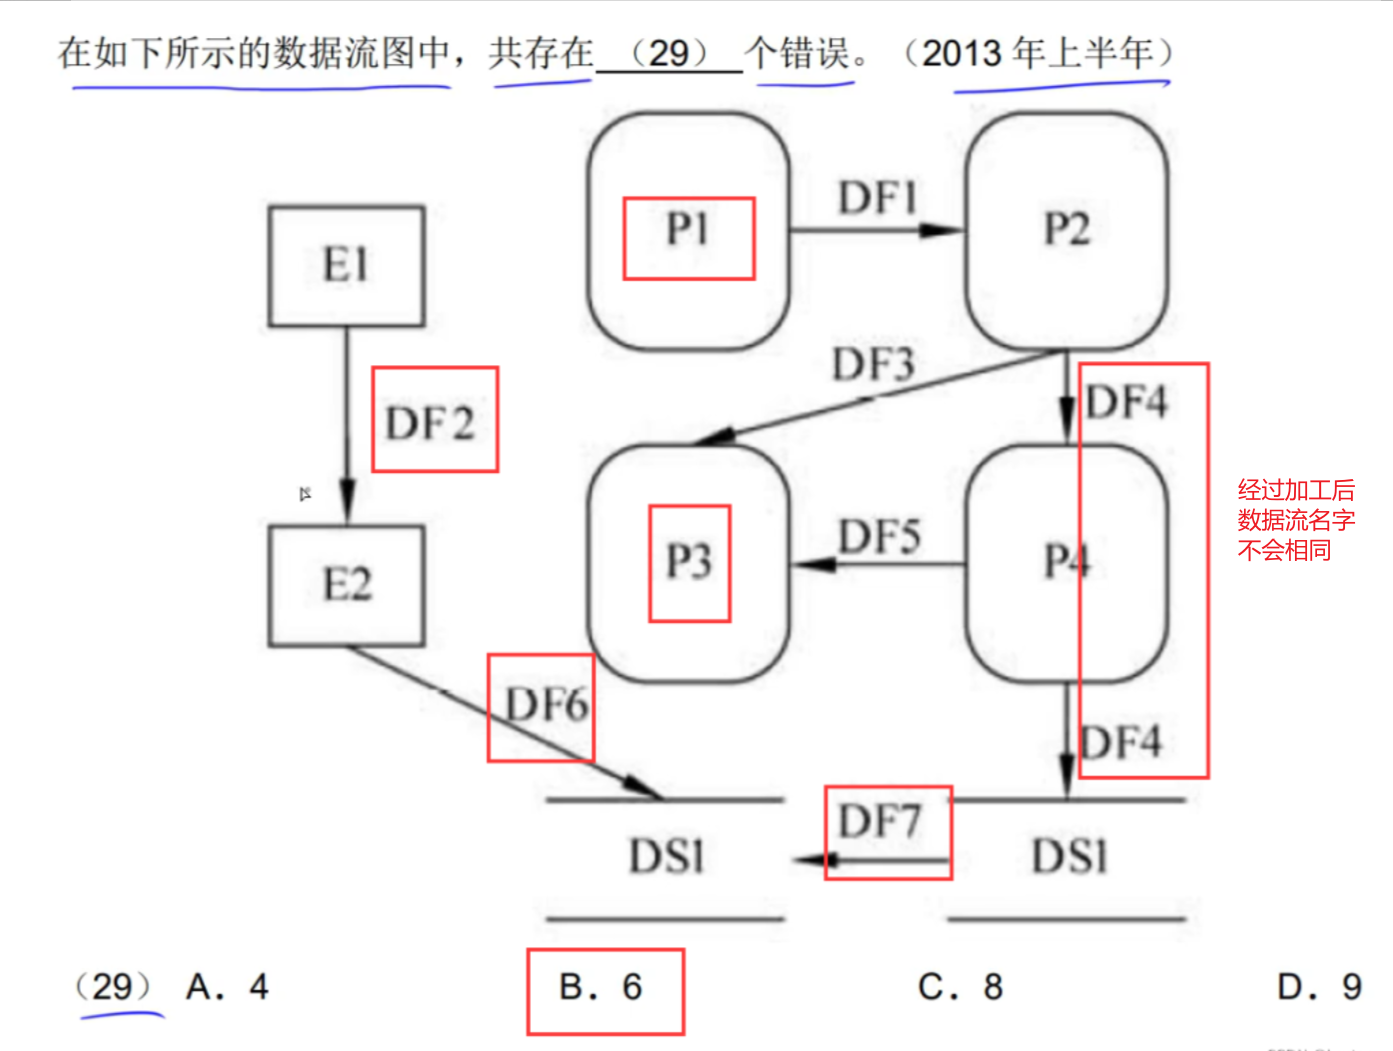 在如下所示的数据流图中，共存在 （29） 个错误。（2013 年上半年）
P1
DF1
P2
E1
DF3
DF4
DF2
经过加工后
数据流名字
不会相同
P3
DF5
P4
E2
DF6
DF4
DF7
DS1
DS1
（29） A．4 B．6 C．8 D．9